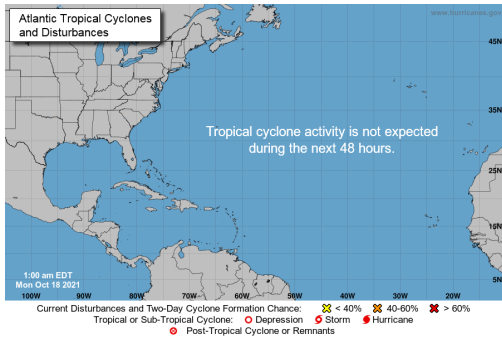 Atlantic Tropical Cyclones
and Disturbances
www.hurricanes.gov
45N
35N
Tropical cyclone activity is not expected
during the next 48 hours.
25N
15N
1:00 am EDT
Mon Oct 18 2021
5N
100W 90W 80W 70W 60W 50W 40W 30W 20W 10W
Current Disturbances and Two-Day Cyclone Formation Chance: < 40% 40-60% > 60%
Tropical or Sub-Tropical Cyclone: Depression Storm Hurricane
Post-Tropical Cyclone or Remnants